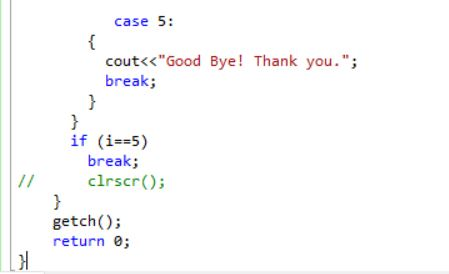 case 5:
{
cout<<"Good Bye! Thank you.";
break;
}
}
if (i==5)
break;
// clrscr();
}
getch();
return 0;
}